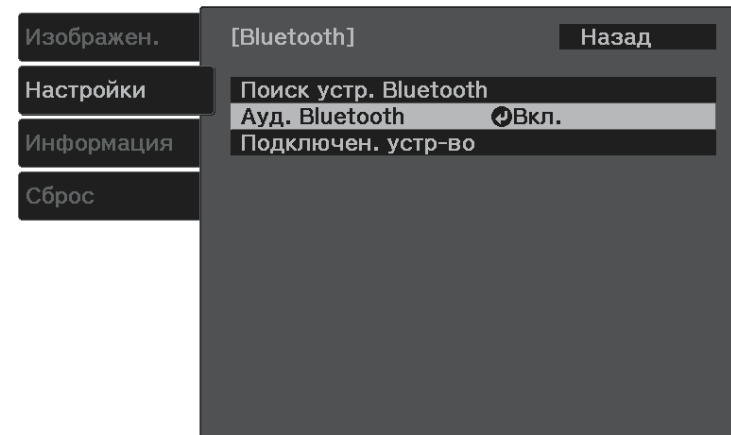 Изображен.
Настройки
Информация
Сброс
[Bluetooth]
Назад
Поиск устр. Bluetooth
Ауд. Bluetooth Вкл.
Подключен. устр-во